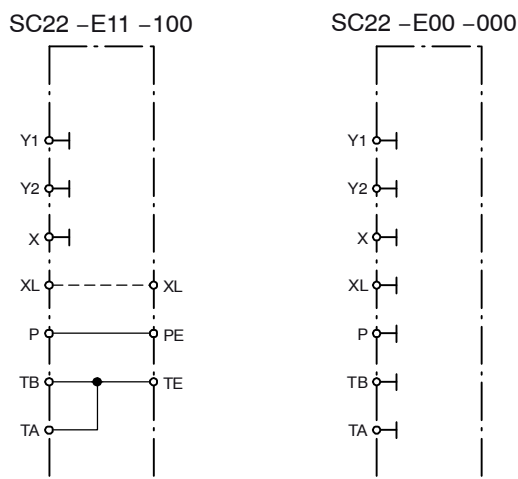 SC22 –E11 –100
Y1
Y2
X
XL XL
P PE
TB TE
TA
SC22 –E00 –000
Y1
Y2
X
XL
P
TB
TA